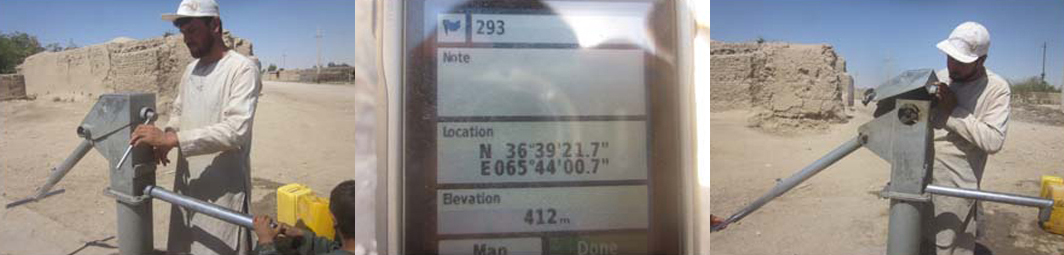 293
Note
Location
N 36°39'21.7"
E065°44'00.7"
Elevation
412m
Map
Done